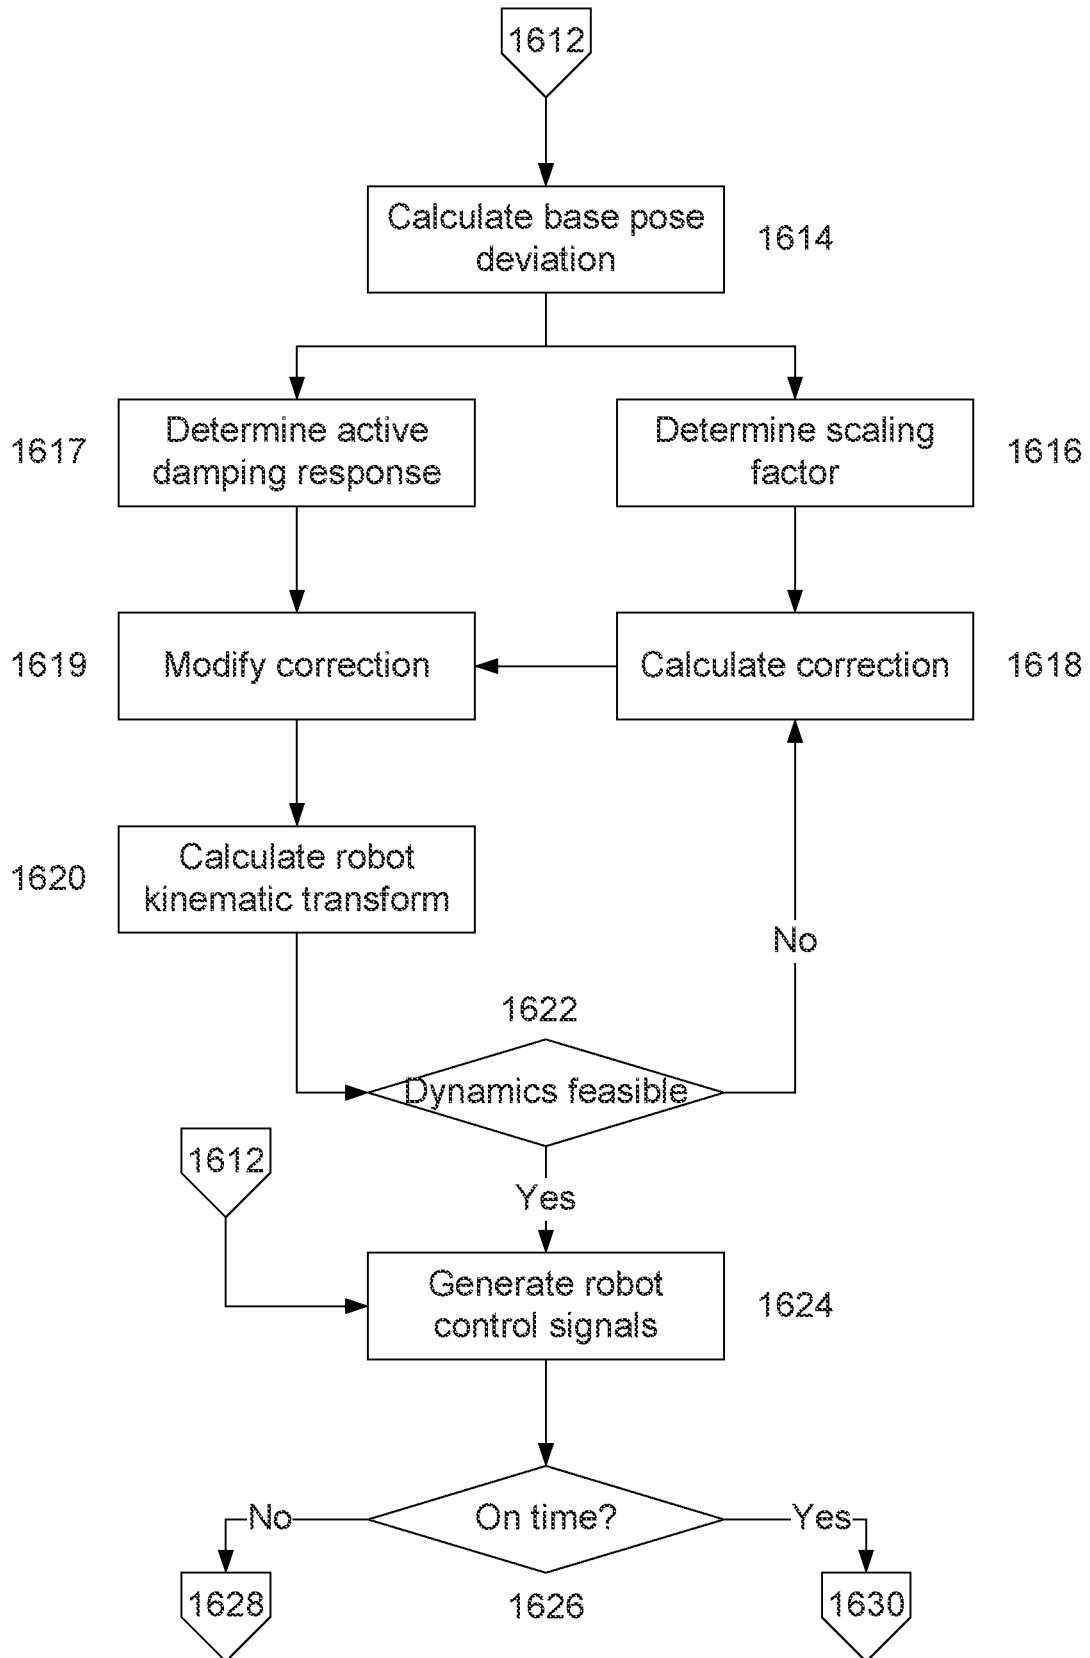 1612
Calculate base pose
deviation
1614
1617
Determine active
damping response
Determine scaling
factor
1616
1619
Modify correction
Calculate correction
1618
1620
Calculate robot
kinematic transform
No
1622
Dynamics feasible
1612
Yes
Generate robot
control signals
1624
No
On time?
Yes
1628
1626
1630